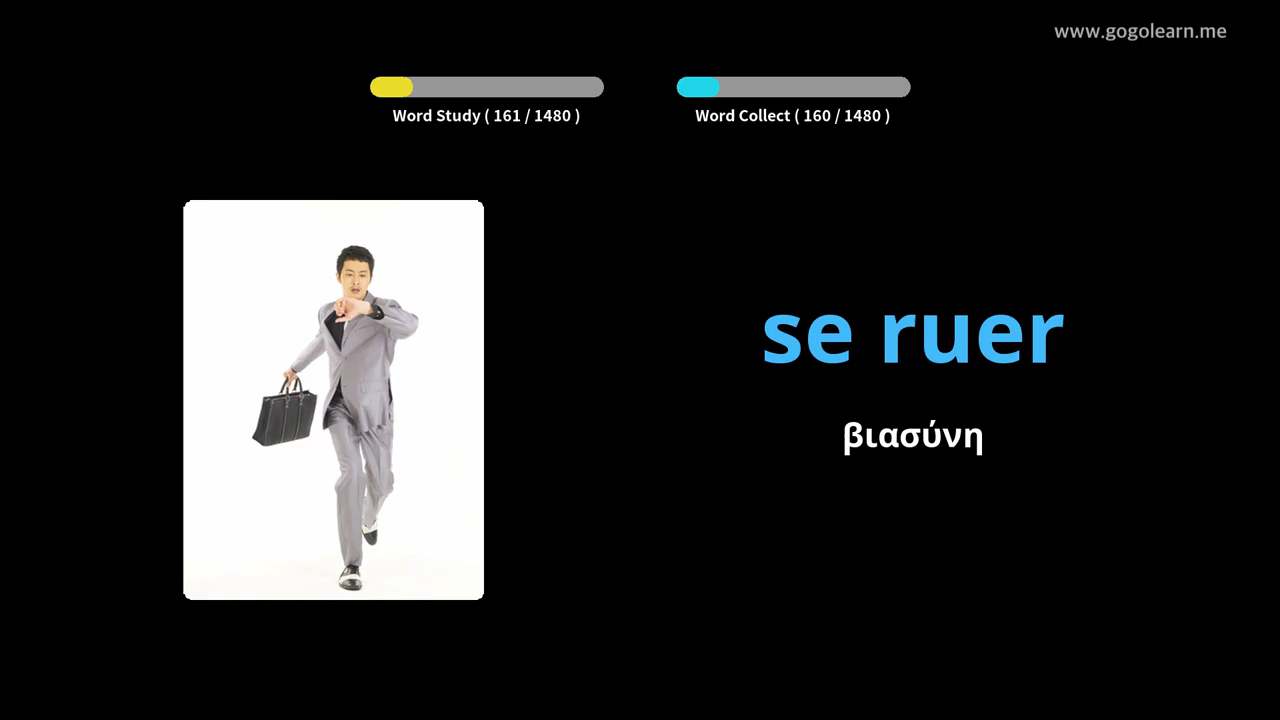 www.gogolearn.me
Word Study ( 161 / 1480 )
Word Collect ( 160 / 1480 )
se ruer
βιασύνη